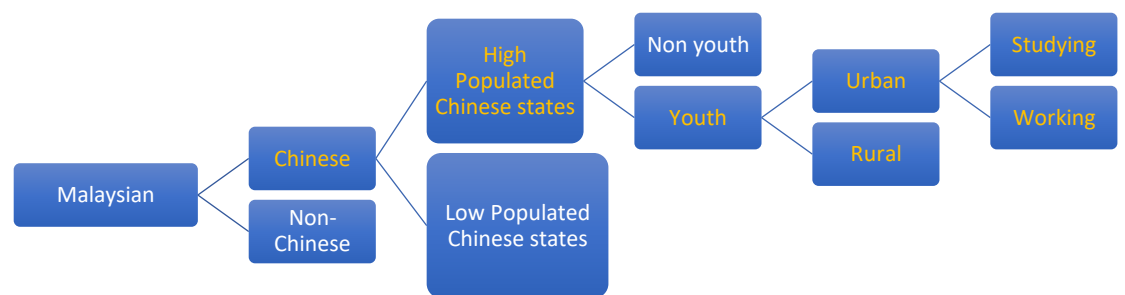 Malaysian
Chinese
Non-
Chinese
High
Populated
Chinese states
Low Populated
Chinese states
Non youth
Youth
Urban
Rural
Studying
Working